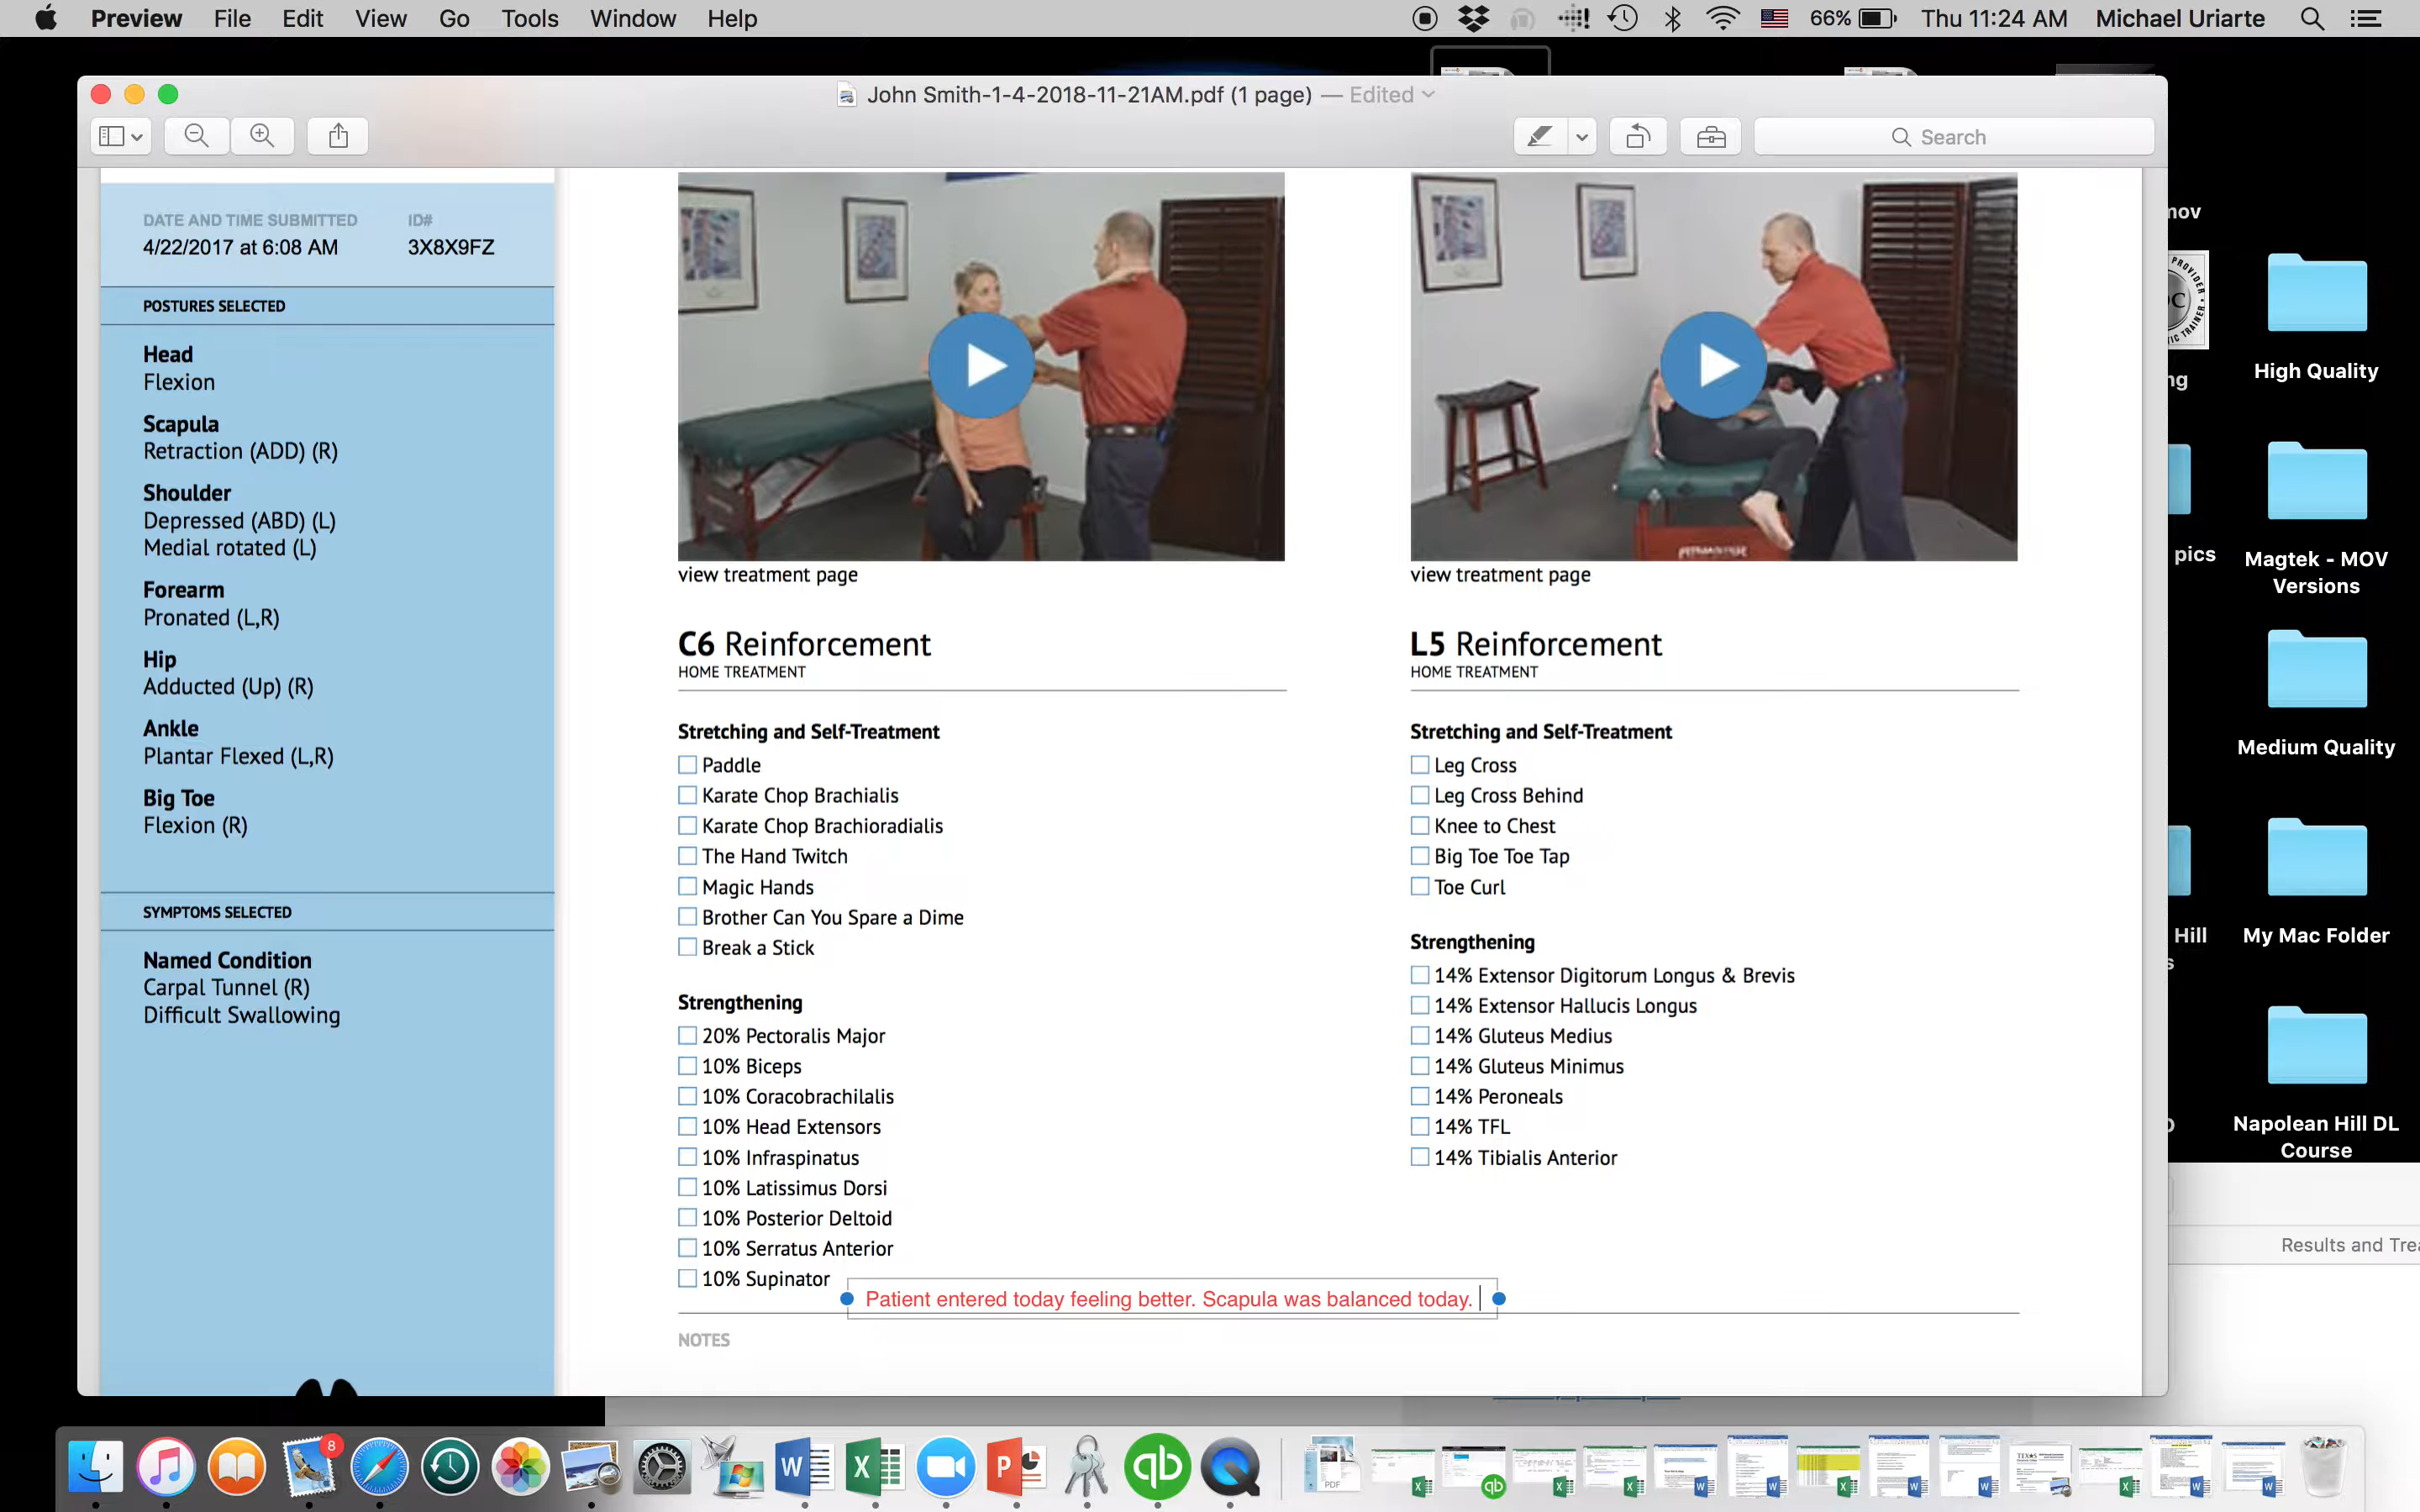 Preview File Edit View Go Tools Window Help
66% Thu 11:24 AM Michael Uriarte
John Smith-1-4-2018-11-21AM.pdf (1 page) — Edited
Search
DATE AND TIME SUBMITTED ID#
4/22/2017 at 6:08 AM 3X8X9FZ
POSTURES SELECTED
Head
Flexion
Scapula
Retraction (ADD) (R)
Shoulder
Depressed (ABD) (L)
Medial rotated (L)
Forearm
Pronated (L,R)
Hip
Adducted (Up) (R)
Ankle
Plantar Flexed (L,R)
Big Toe
Flexion (R)
SYMPTOMS SELECTED
Named Condition
Carpal Tunnel (R)
Difficult Swallowing
view treatment page
C6 Reinforcement
HOME TREATMENT
Stretching and Self-Treatment
Paddle
Karate Chop Brachialis
Karate Chop Brachioradialis
The Hand Twitch
Magic Hands
Brother Can You Spare a Dime
Break a Stick
Strengthening
20% Pectoralis Major
10% Biceps
10% Coracobrachilalis
10% Head Extensors
10% Infraspinatus
10% Latissimus Dorsi
10% Posterior Deltoid
10% Serratus Anterior
10% Supinator
view treatment page
L5 Reinforcement
HOME TREATMENT
Stretching and Self-Treatment
Leg Cross
Leg Cross Behind
Knee to Chest
Big Toe Toe Tap
Toe Curl
Strengthening
14% Extensor Digitorum Longus & Brevis
14% Extensor Hallucis Longus
14% Gluteus Medius
14% Gluteus Minimus
14% Peroneals
14% TFL
14% Tibialis Anterior
Patient entered today feeling better. Scapula was balanced today.
NOTES
mov
ng
pics
Hill
s
High Quality
Magtek - MOV
Versions
Medium Quality
My Mac Folder
Napolean Hill DL
Course
Results and Trea
8
PDF